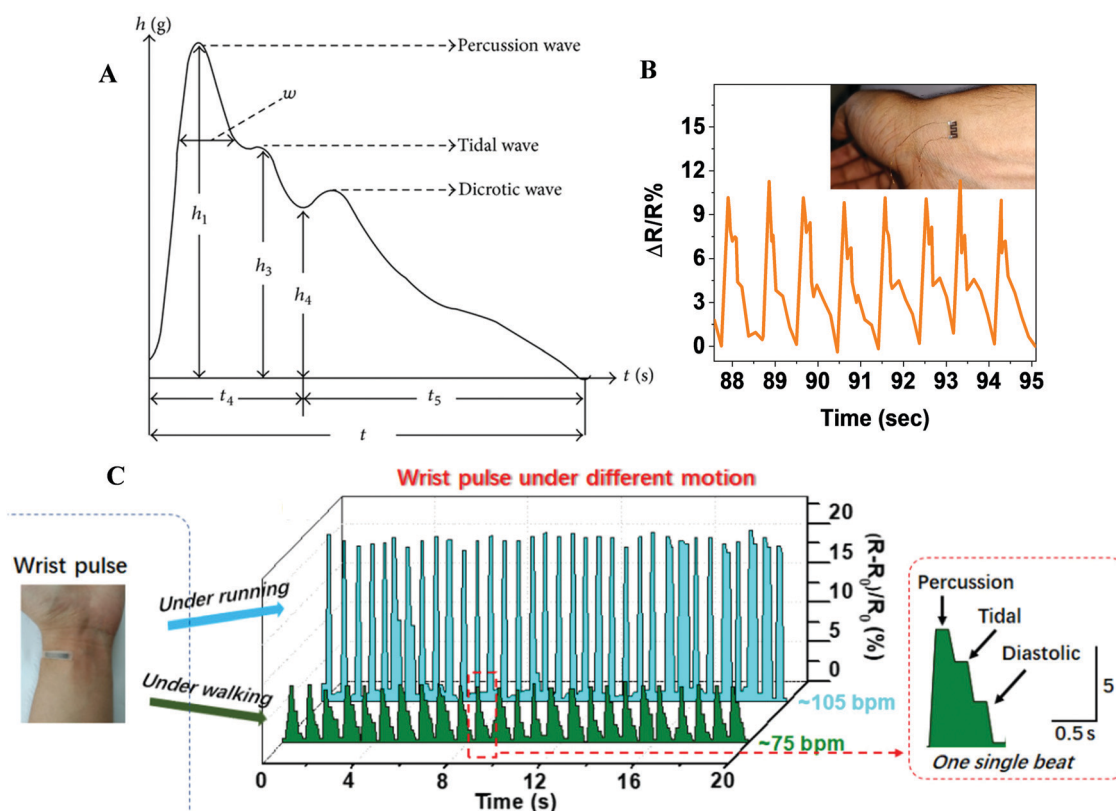 A
h (g)
Percussion wave
w
Tidal wave
Dicrotic wave
h1
h3
h4
t (s)
t4
t5
t
B
ΔR/R%
15
12
9
6
3
0
88 89 90 91 92 93 94 95
Time (sec)
C
Wrist pulse under different motion
Wrist pulse
Under running
Under walking
20
15
10
5
0
(R-R0)/R0 (%)
~105 bpm
~75 bpm
0 4 8 12 16 20
Time (s)
Percussion
Tidal
Diastolic
5
0.5 s
One single beat